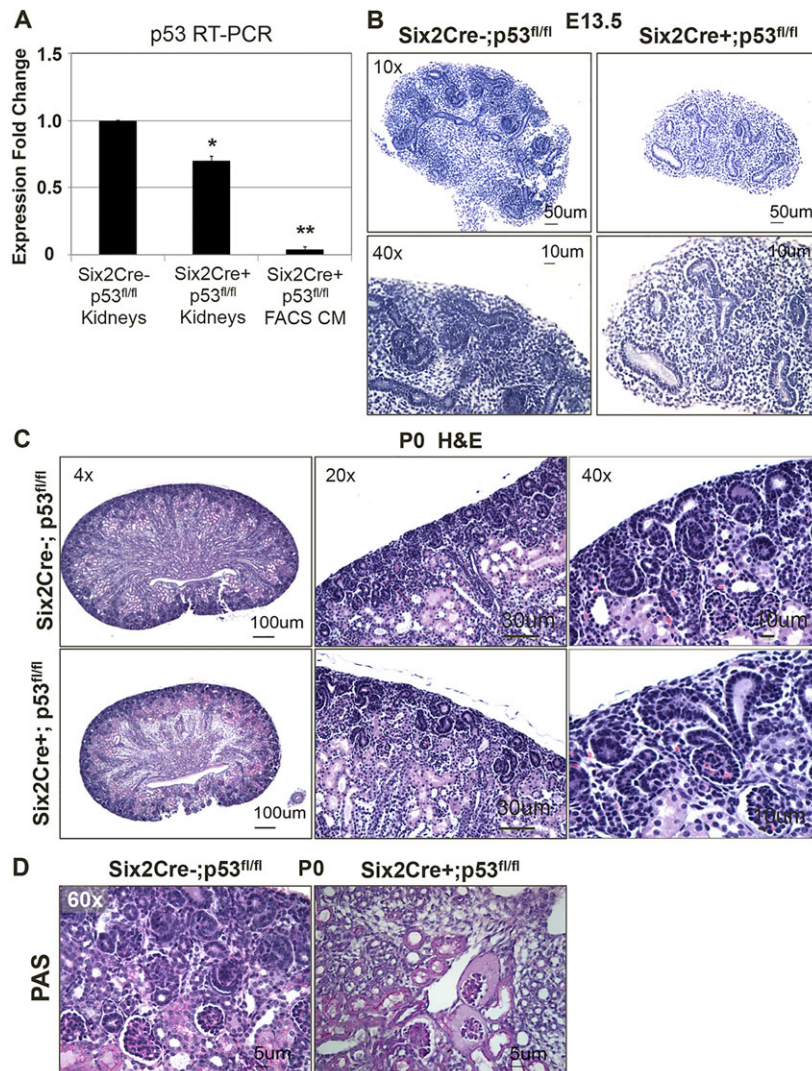 A
p53 RT-PCR
Expression Fold Change
1.0
0.5
0
*
**
Six2Cre- p53fl/fl Kidneys
Six2Cre+ p53fl/fl Kidneys
Six2Cre+ p53fl/fl FACS CM
B
E13.5
Six2Cre-;p53fl/fl
Six2Cre+;p53fl/fl
10x
50um
50um
40x
10um
10um
C
P0 H&E
Six2Cre-; p53fl/fl
4x
100um
20x
30um
40x
10um
Six2Cre+; p53fl/fl
100um
30um
10um
D
Six2Cre-;p53fl/fl
P0
Six2Cre+;p53fl/fl
PAS
60x
5um
5um